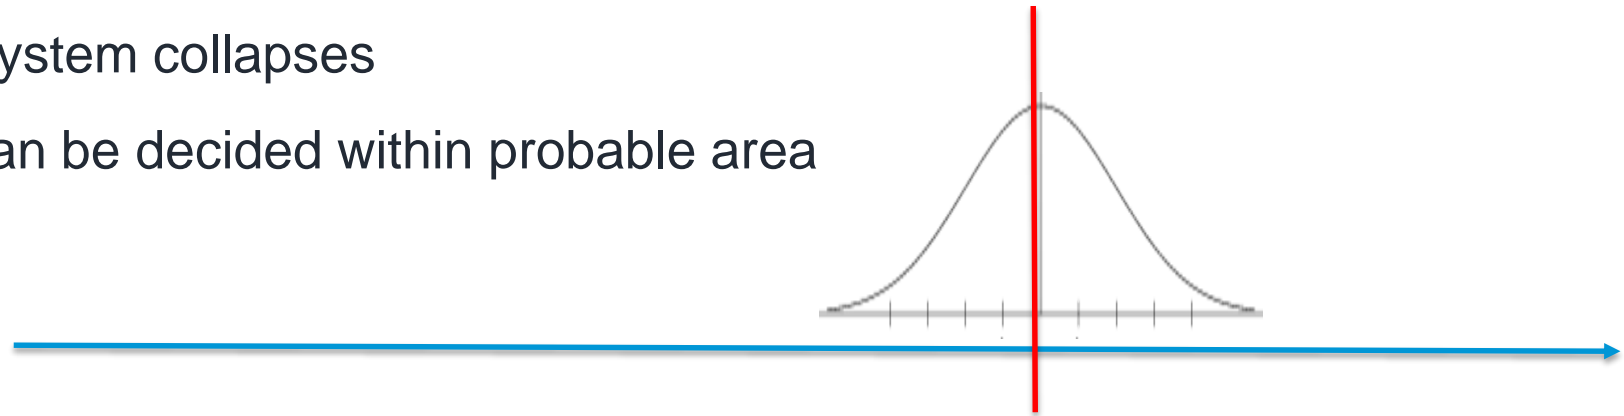 ystem collapses
an be decided within probable area